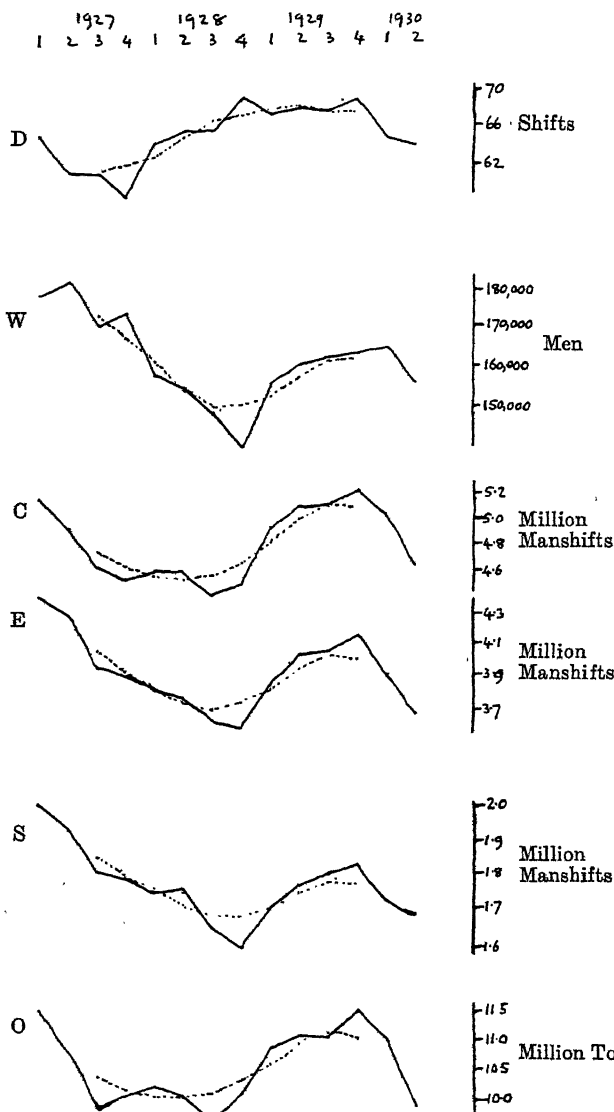 1927 1928 1929 1930
1 2 3 4 1 2 3 4 1 2 3 4 1 2
D
70
66
62
Shifts
W
180,000
170,000
160,000
150,000
Men
C
5.2
5.0
4.8
4.6
Million
Manshifts
E
4.3
4.1
3.9
3.7
Million
Manshifts
S
2.0
1.9
1.8
1.7
1.6
Million
Manshifts
O
11.5
11.0
10.5
10.0
Million To